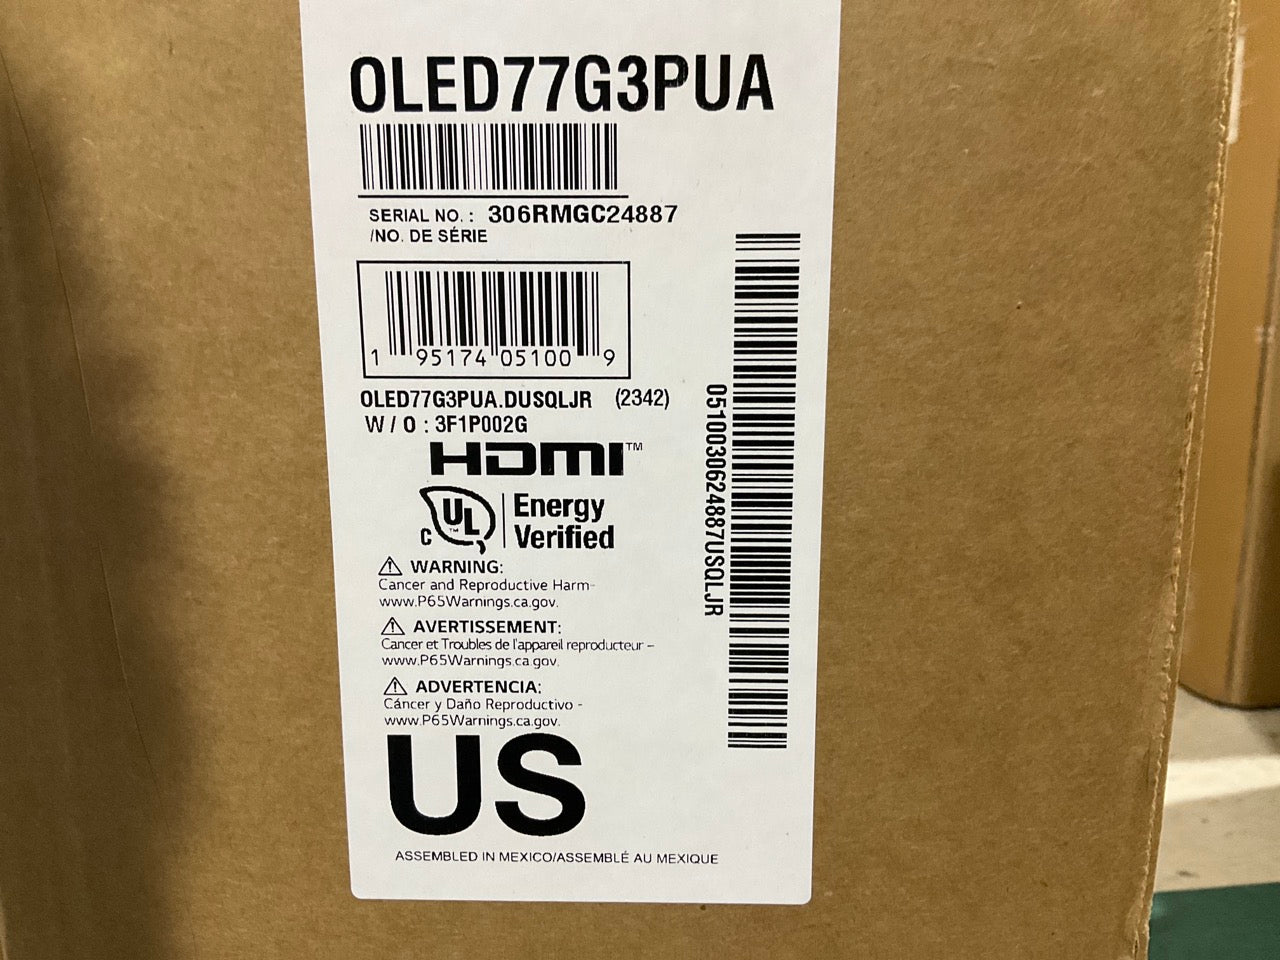 OLED77G3PUA
SERIAL NO. : 306RMGC24887
/NO. DE SÉRIE
1 95174 05100 9
OLED77G3PUA.DUSQLJR (2342)
W / O : 3F1P002G
HDMI™
C UL™ Energy
Verified
⚠ WARNING:
Cancer and Reproductive Harm-
www.P65Warnings.ca.gov.
⚠ AVERTISSEMENT:
Cancer et Troubles de l'appareil reproducteur –
www.P65Warnings.ca.gov.
⚠ ADVERTENCIA:
Cáncer y Daño Reproductivo -
www.P65Warnings.ca.gov.
US
ASSEMBLED IN MEXICO/ASSEMBLÉ AU MEXIQUE
0510030624887USQLJR